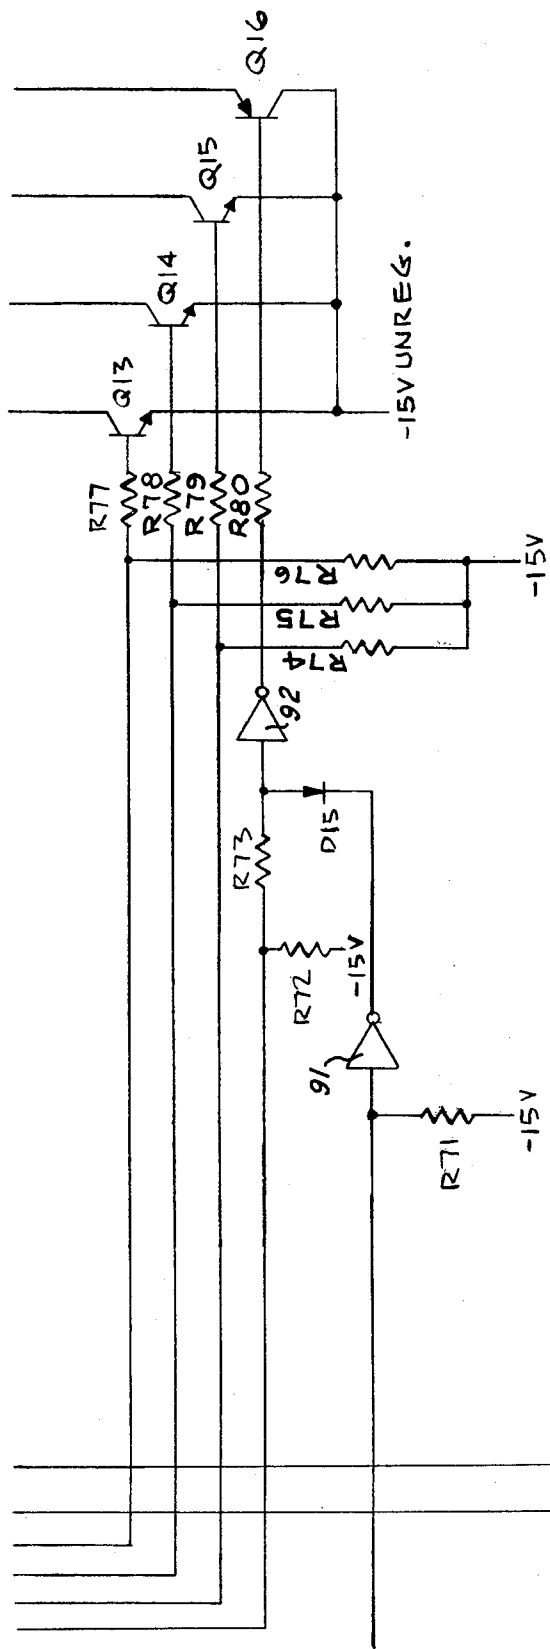 Q16
Q15
Q14
Q13
R77
R78
R79
R80
-15V UNREG.
R76
R75
R74
-15V
92
D15
R73
R72
-15V
91
R71
-15V